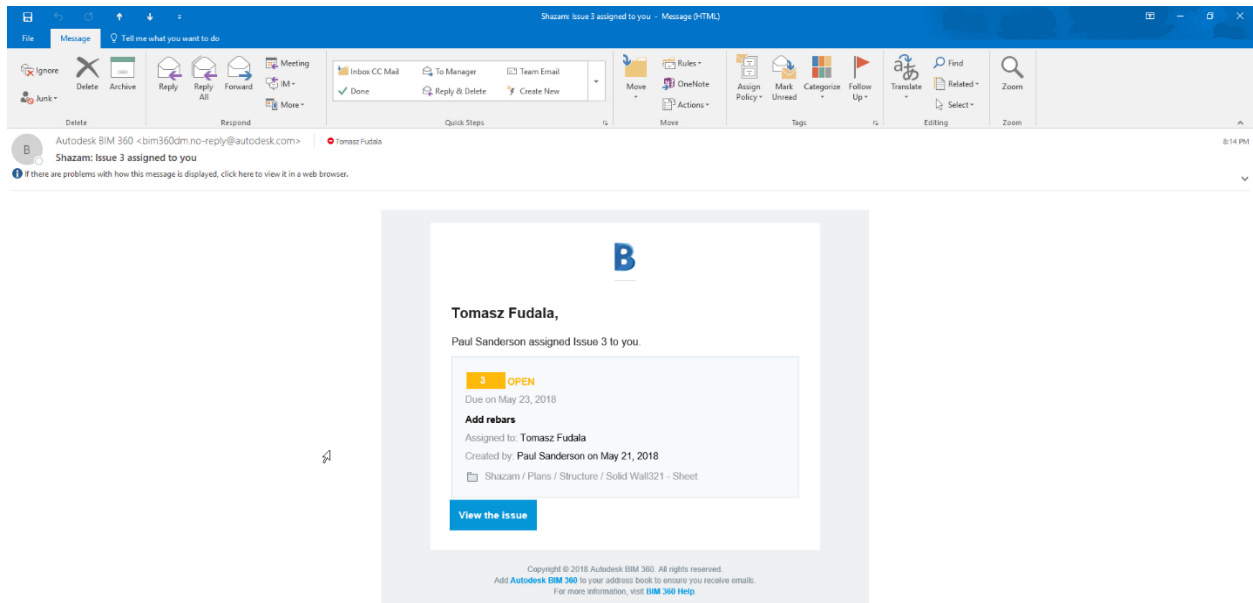 Shazam: Issue 3 assigned to you - Message (HTML)
File Message Tell me what you want to do
Ignore
Junk
Delete
Archive
Reply
Reply All
Forward
Meeting
IM
More
Inbox CC Mail
To Manager
Team Email
Done
Reply & Delete
Create New
Move
Rules
OneNote
Actions
Assign Policy
Mark Unread
Categorize
Follow Up
Translate
Find
Related
Select
Zoom
Delete
Respond
Quick Steps
Move
Tags
Editing
Zoom
B
Autodesk BIM 360 <bim360dm.no-reply@autodesk.com>
Tomasz Fudala
8:14 PM
Shazam: Issue 3 assigned to you
If there are problems with how this message is displayed, click here to view it in a web browser.
B
Tomasz Fudala,
Paul Sanderson assigned Issue 3 to you.
3 OPEN
Due on May 23, 2018
Add rebars
Assigned to: Tomasz Fudala
Created by: Paul Sanderson on May 21, 2018
Shazam / Plans / Structure / Solid Wall321 - Sheet
View the issue
Copyright © 2018 Autodesk BIM 360. All rights reserved.
Add Autodesk BIM 360 to your address book to ensure you receive emails.
For more information, visit BIM 360 Help.